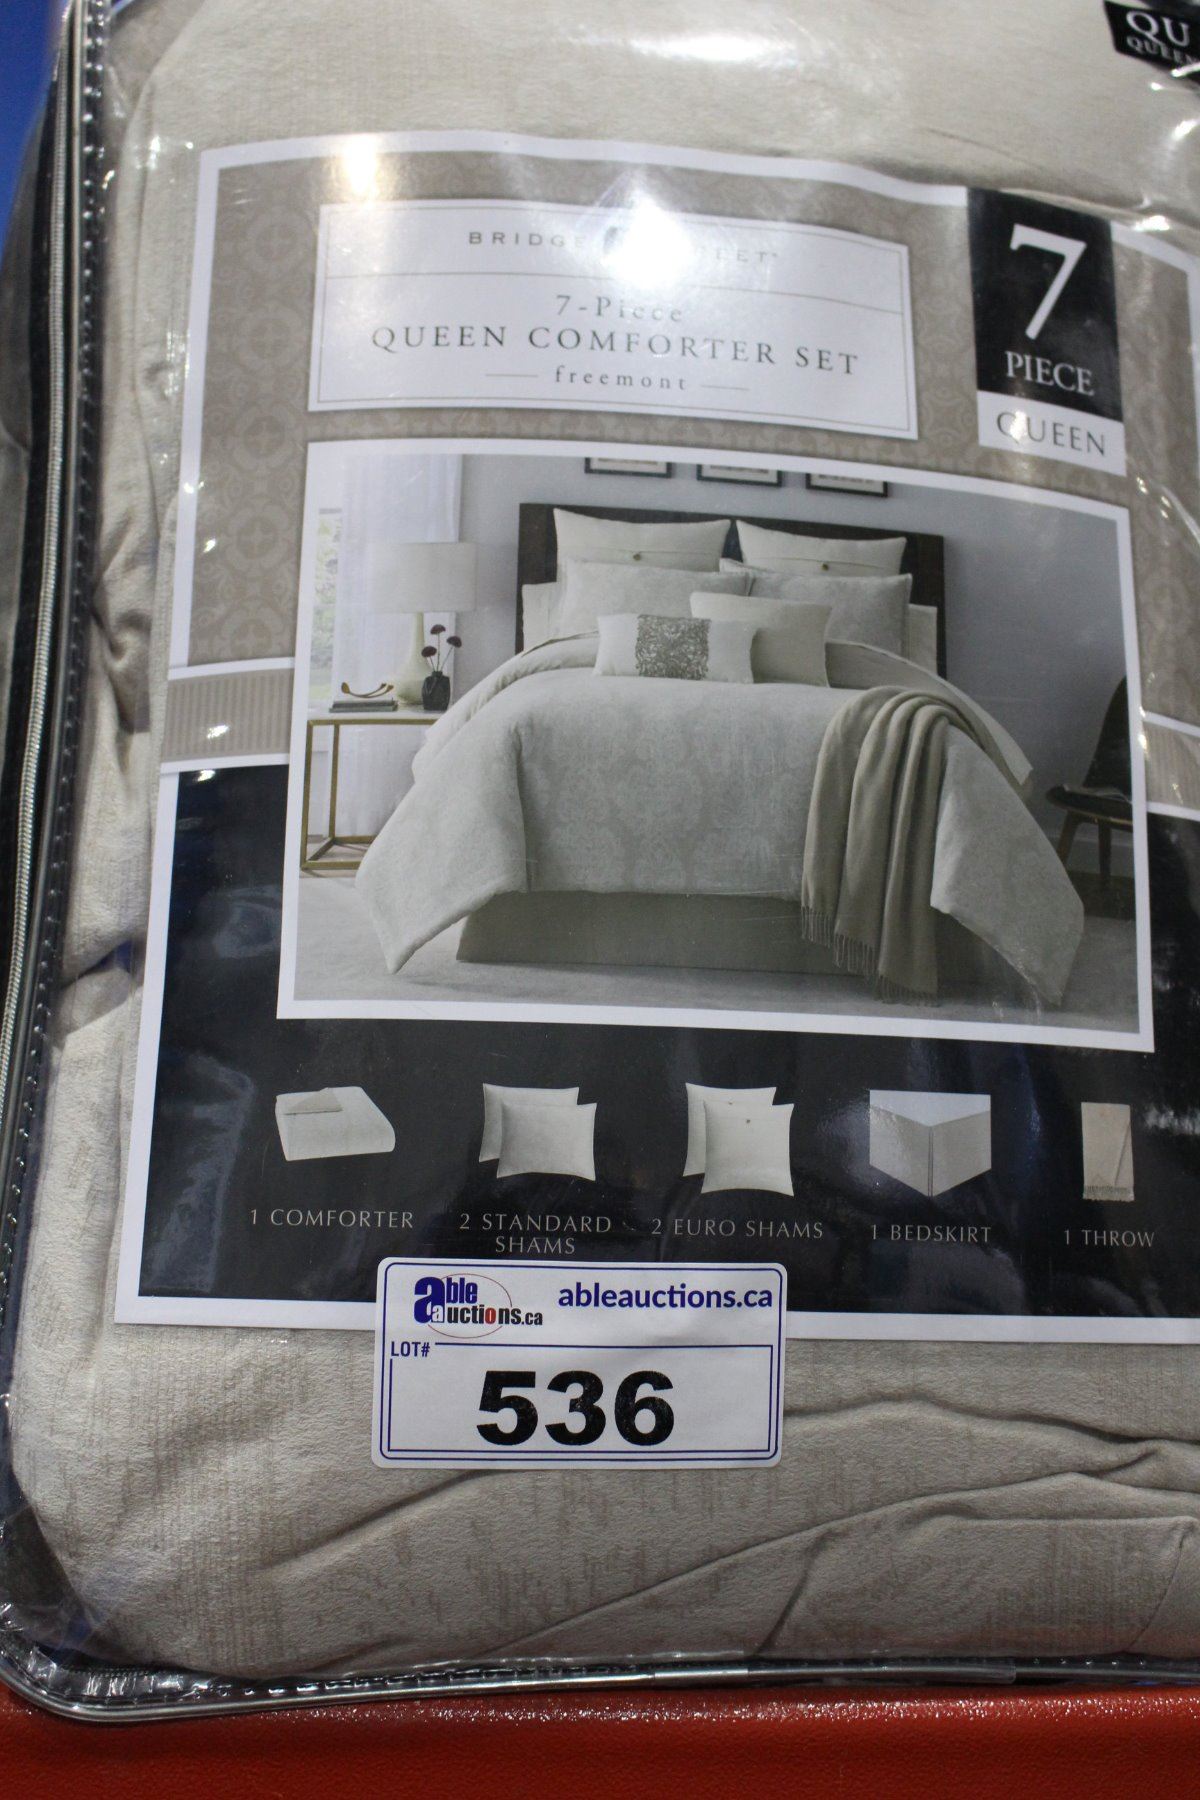 QU
BRIDGE
7-Piece
QUEEN COMFORTER SET
freemont
7
PIECE
QUEEN
1 COMFORTER
2 STANDARD
SHAMS
2 EURO SHAMS
1 BEDSKIRT
1 THROW
able
auctions.ca
ableauctions.ca
LOT#
536